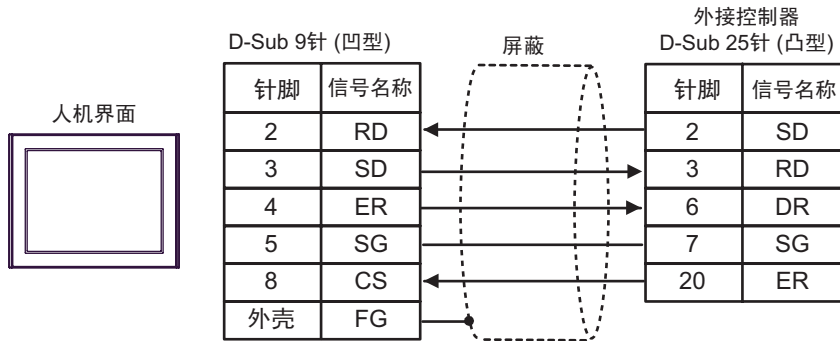 外接控制器
D-Sub 9针 (凹型) 屏蔽 D-Sub 25针 (凸型)
人机界面
针脚 信号名称 针脚 信号名称
2 RD 2 SD
3 SD 3 RD
4 ER 6 DR
5 SG 7 SG
8 CS 20 ER
外壳 FG